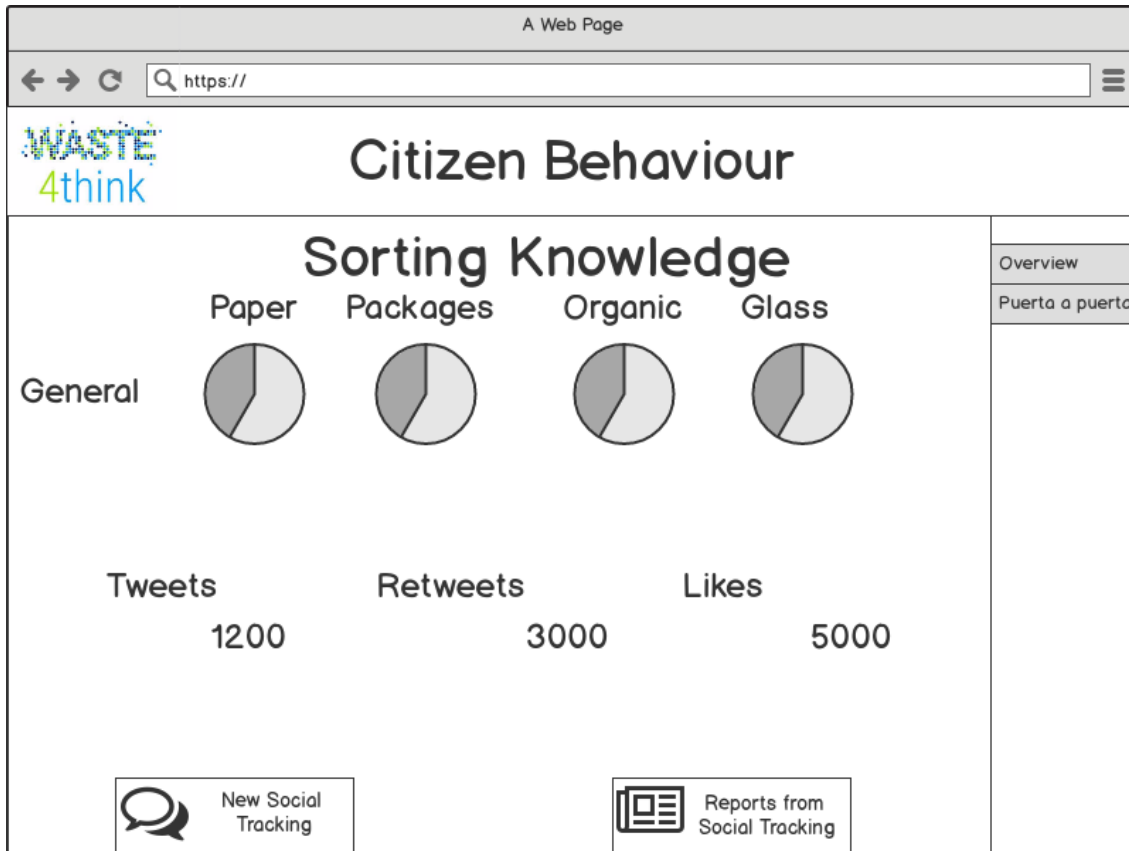 A Web Page
https://
WASTE
4think
Citizen Behaviour
Sorting Knowledge
Overview
Puerta a puerta
Paper Packages Organic Glass
General
Tweets Retweets Likes
1200 3000 5000
New Social
Tracking
Reports from
Social Tracking